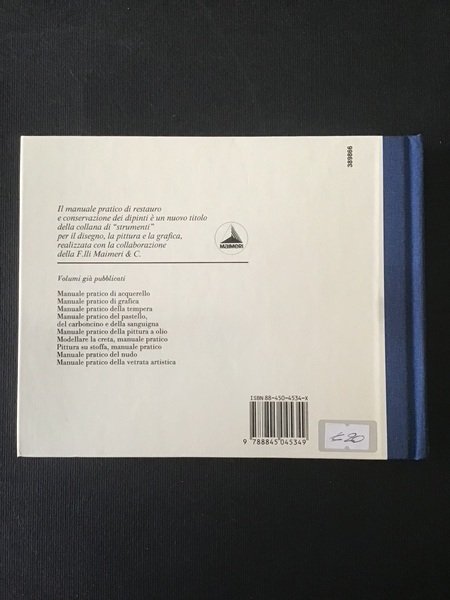 389866
Il manuale pratico di restauro
e conservazione dei dipinti è un nuovo titolo
della collana di "strumenti"
per il disegno, la pittura e la grafica,
realizzata con la collaborazione
della F.lli Maimeri & C.
MAIMERI
Volumi già pubblicati
Manuale pratico di acquerello
Manuale pratico di grafica
Manuale pratico della tempera
Manuale pratico del pastello,
del carboncino e della sanguigna
Manuale pratico della pittura a olio
Modellare la creta, manuale pratico
Pittura su stoffa, manuale pratico
Manuale pratico del nudo
Manuale pratico della vetrata artistica
ISBN 88-450-4534-X
9 788845 045349
€ 20